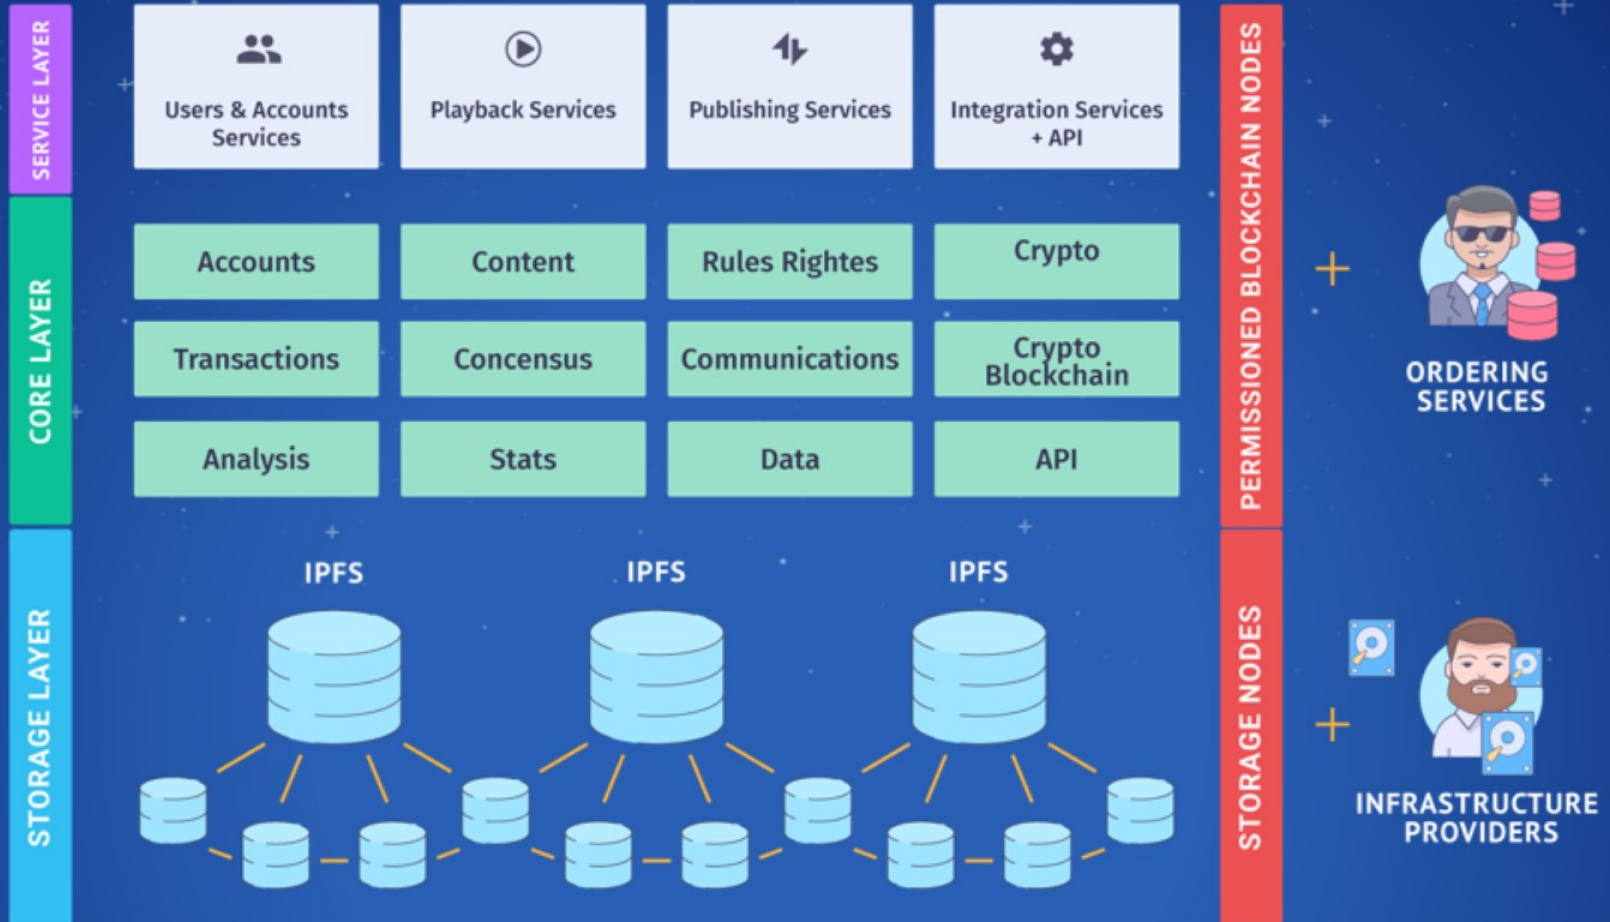 SERVICE LAYER
Users & Accounts
Services
Playback Services
Publishing Services
Integration Services
+ API
CORE LAYER
Accounts
Content
Rules Rightes
Crypto
Transactions
Concensus
Communications
Crypto
Blockchain
Analysis
Stats
Data
API
PERMISSIONED BLOCKCHAIN NODES
ORDERING
SERVICES
STORAGE LAYER
IPFS
IPFS
IPFS
STORAGE NODES
INFRASTRUCTURE
PROVIDERS